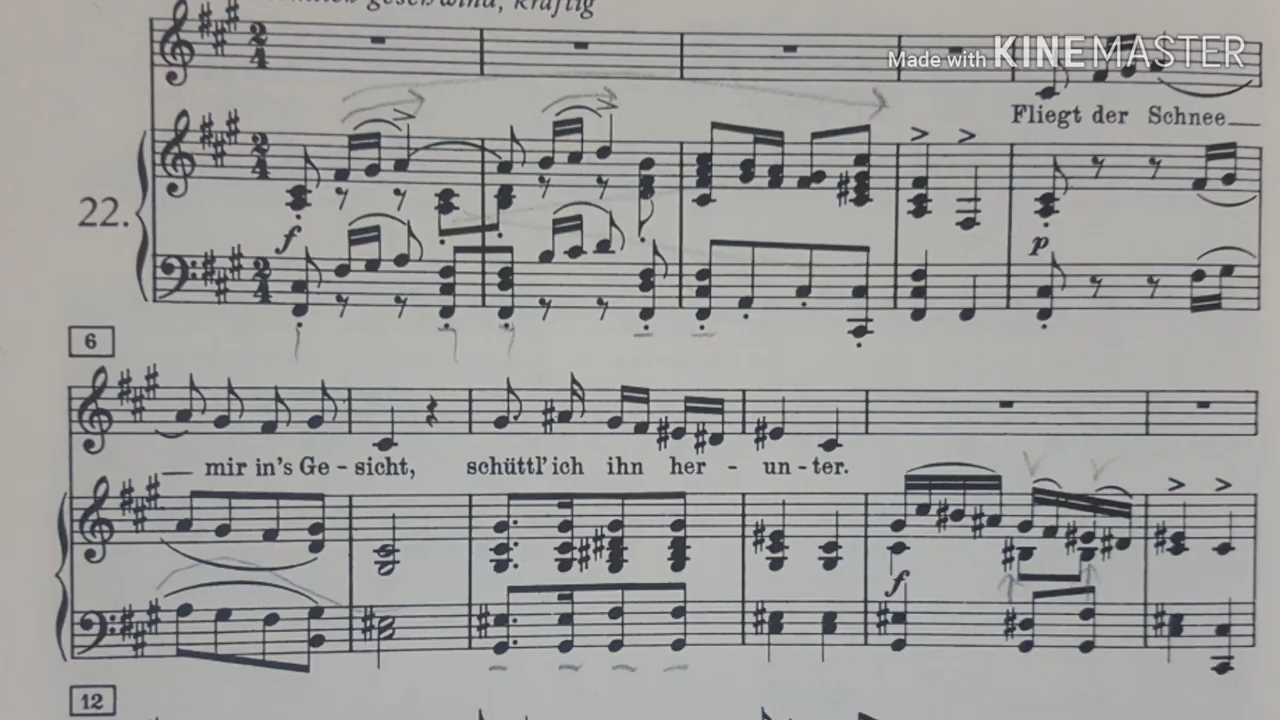 geschwind, kräftig
Made with KINEMASTER
Fliegt der Schnee
22.
f
p
6
mir in's Ge - sicht, schüttl' ich ihn her - un - ter.
f
12